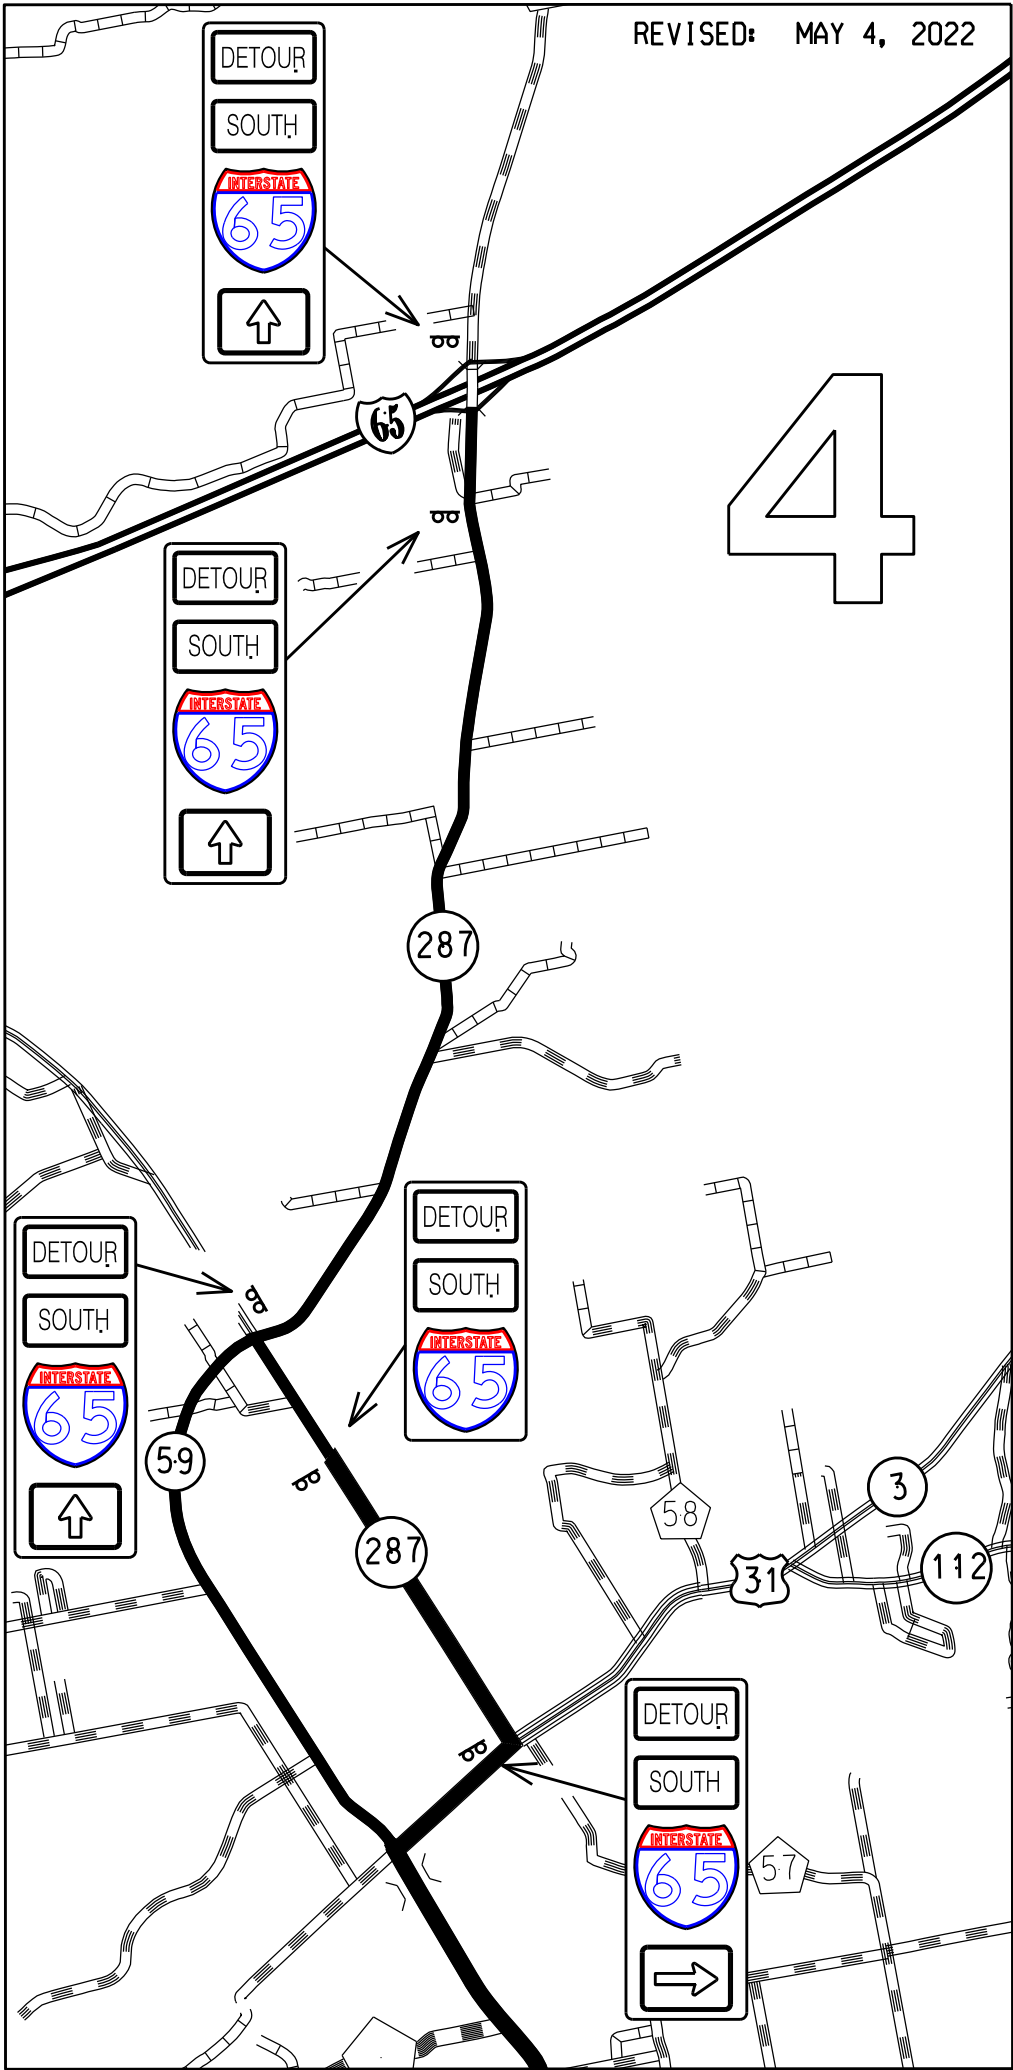 REVISED: MAY 4, 2022
DETOUR
SOUTH
INTERSTATE
65
65
4
DETOUR
SOUTH
INTERSTATE
65
287
DETOUR
SOUTH
INTERSTATE
65
DETOUR
SOUTH
INTERSTATE
65
59
287
58
3
31
112
DETOUR
SOUTH
INTERSTATE
65
57